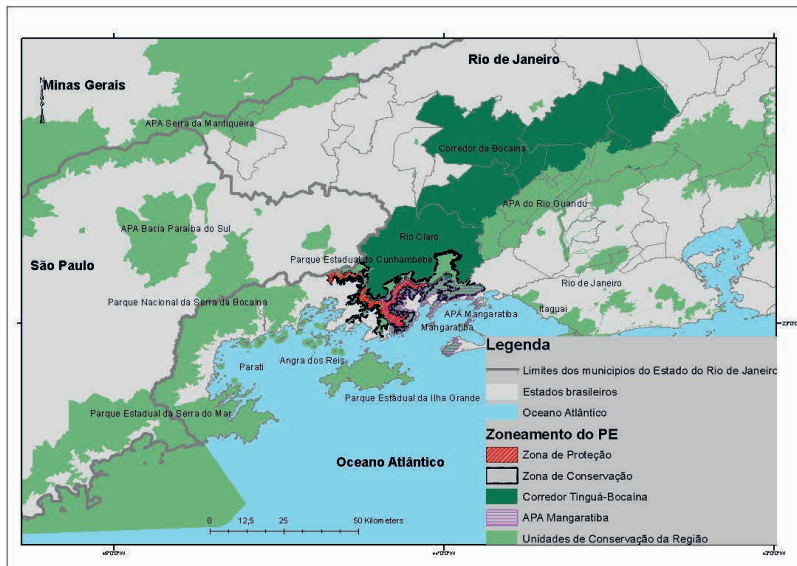 Rio de Janeiro
Minas Gerais
N
APA Serra da Mantiqueira
Corredor da Bocaina
APA do Rio Guandu
APA Bacia Paraíba do Sul
Rio Claro
São Paulo
Parque Estadual do Cunhambebe
Rio de Janeiro
Parque Nacional da Serra da Bocaina
Itaguaí
APA Mangaratiba
Mangaratiba
Angra dos Reis
Parati
Parque Estadual da Ilha Grande
Parque Estadual da Serra do Mar
Oceano Atlântico
0 12,5 25 50 Kilometers
Legenda
Limites dos municipios do Estado do Rio de Janeiro
Estados brasileiros
Oceano Atlântico
Zoneamento do PE
Zona de Proteção
Zona de Conservação
Corredor Tinguá-Bocaína
APA Mangaratiba
Unidades de Conservação da Região